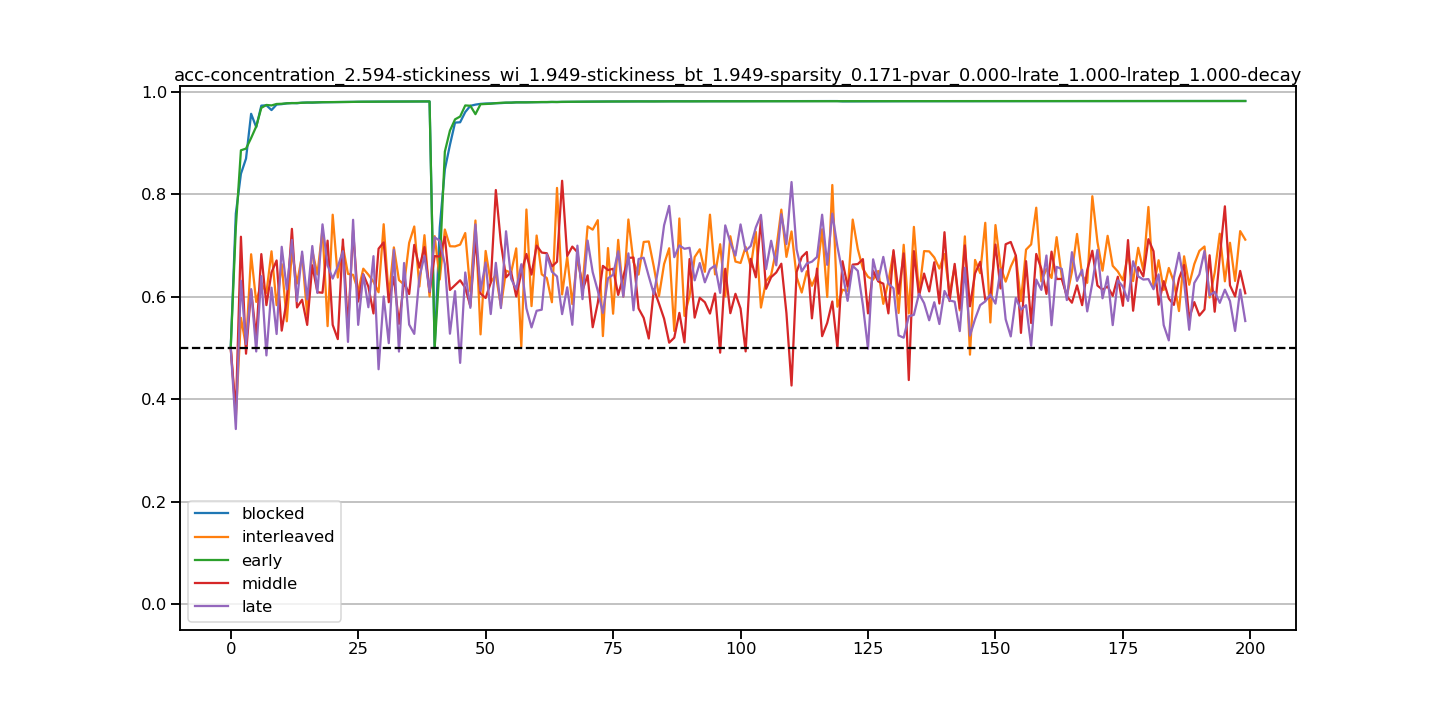 acc-concentration_2.594-stickiness_wi_1.949-stickiness_bt_1.949-sparsity_0.171-pvar_0.000-lrate_1.000-lratep_1.000-decay
1.0
0.8
0.6
0.4
0.2
0.0
blocked
interleaved
early
middle
late
0 25 50 75 100 125 150 175 200